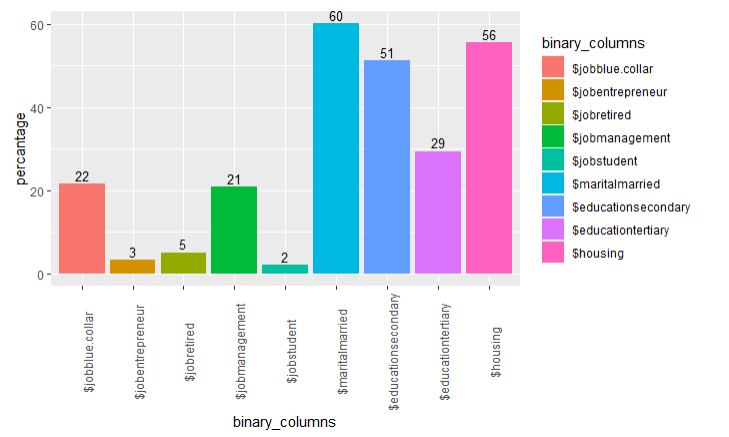 percantage
60
40
20
0
22
3
5
21
2
60
51
29
56
$jobblue.collar
$jobentrepreneur
$jobretired
$jobmanagement
$jobstudent
$maritalmarried
$educationsecondary
$educationtertiary
$housing
binary_columns
binary_columns
$jobblue.collar
$jobentrepreneur
$jobretired
$jobmanagement
$jobstudent
$maritalmarried
$educationsecondary
$educationtertiary
$housing